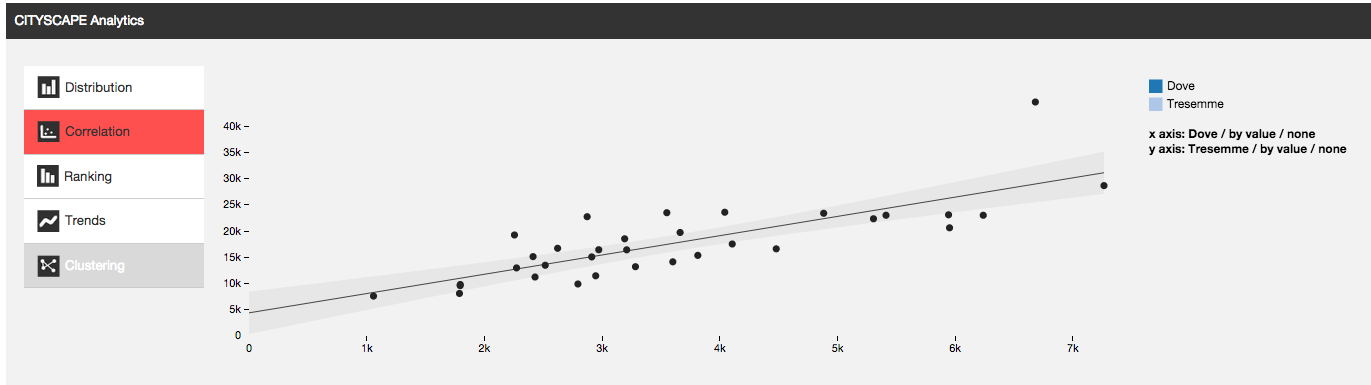 CITYSCAPE Analytics
Distribution
Correlation
Ranking
Trends
Clustering
40k
35k
30k
25k
20k
15k
10k
5k
0
0 1k 2k 3k 4k 5k 6k 7k
Dove
Tresemme
x axis: Dove / by value / none
y axis: Tresemme / by value / none